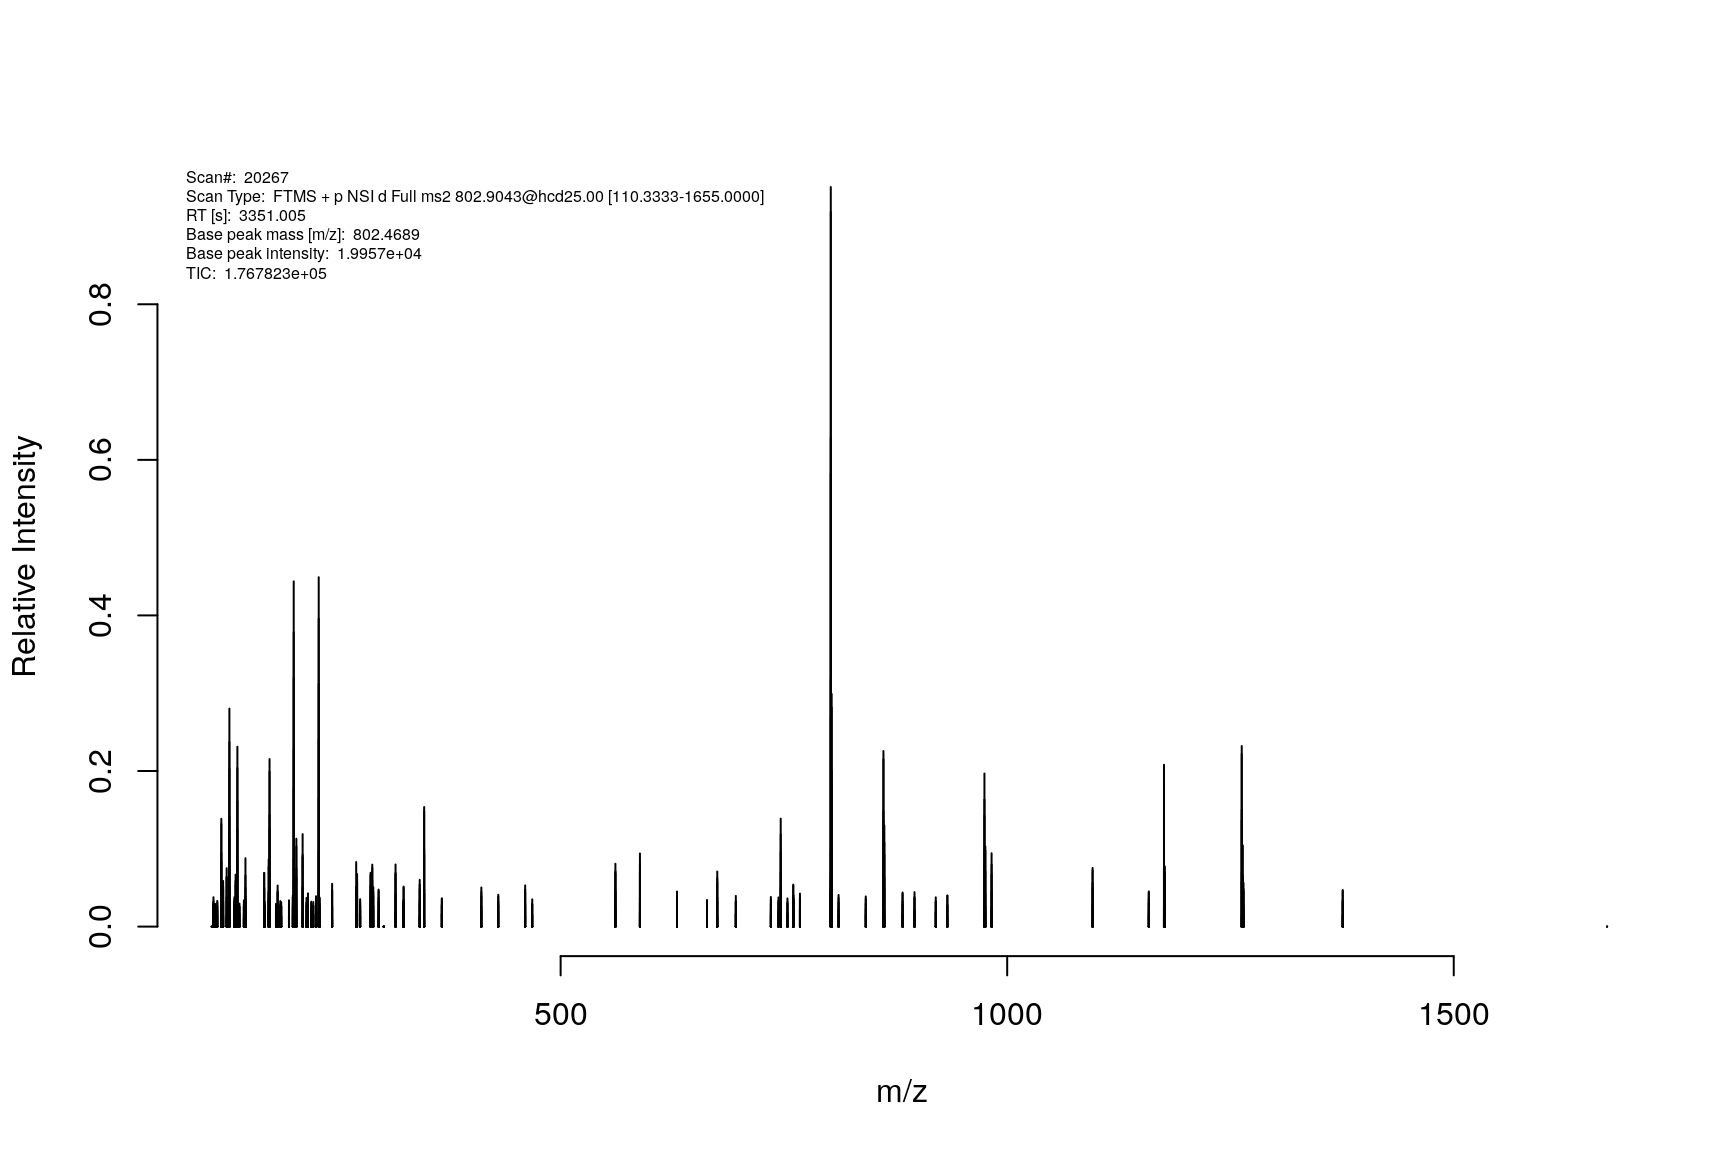 Scan#: 20267
Scan Type: FTMS + p NSI d Full ms2 802.9043@hcd25.00 [110.3333-1655.0000]
RT [s]: 3351.005
Base peak mass [m/z]: 802.4689
Base peak intensity: 1.9957e+04
TIC: 1.767823e+05
0.8
0.6
0.4
0.2
0.0
Relative Intensity
500 1000 1500
m/z